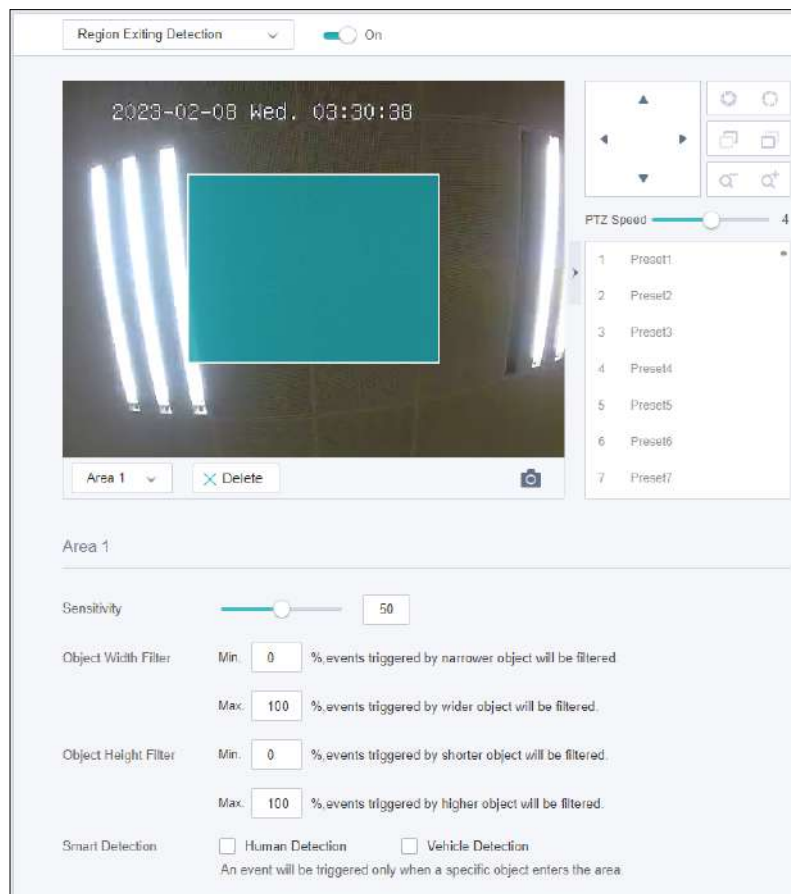 Region Exiting Detection On
2023-02-08 Wed. 03:30:38
PTZ Speed 4
1 Preset1
2 Preset2
3 Preset3
4 Preset4
5 Preset5
6 Preset6
7 Preset7
Area 1 Delete
Area 1
Sensitivity 50
Object Width Filter Min. 0 %,events triggered by narrower object will be filtered.
Max. 100 %,events triggered by wider object will be filtered.
Object Height Filter Min. 0 %,events triggered by shorter object will be filtered.
Max. 100 %,events triggered by higher object will be filtered.
Smart Detection Human Detection Vehicle Detection
An event will be triggered only when a specific object enters the area.